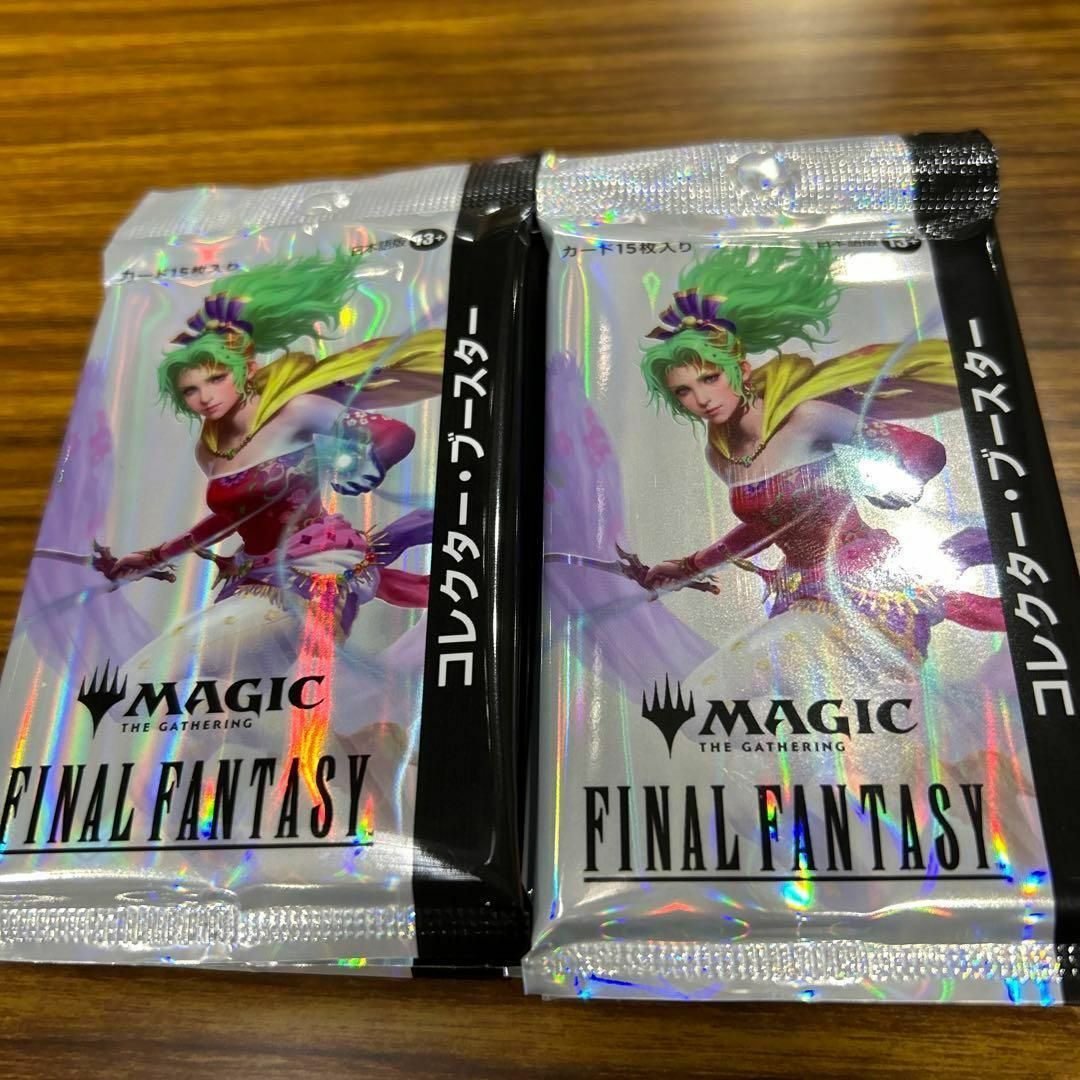 カード15枚入り
日本語版 13+
コレクター・ブースター
MAGIC
THE GATHERING
FINAL FANTASY
カード15枚入り
日本語版 13+
コレクター・ブースター
MAGIC
THE GATHERING
FINAL FANTASY